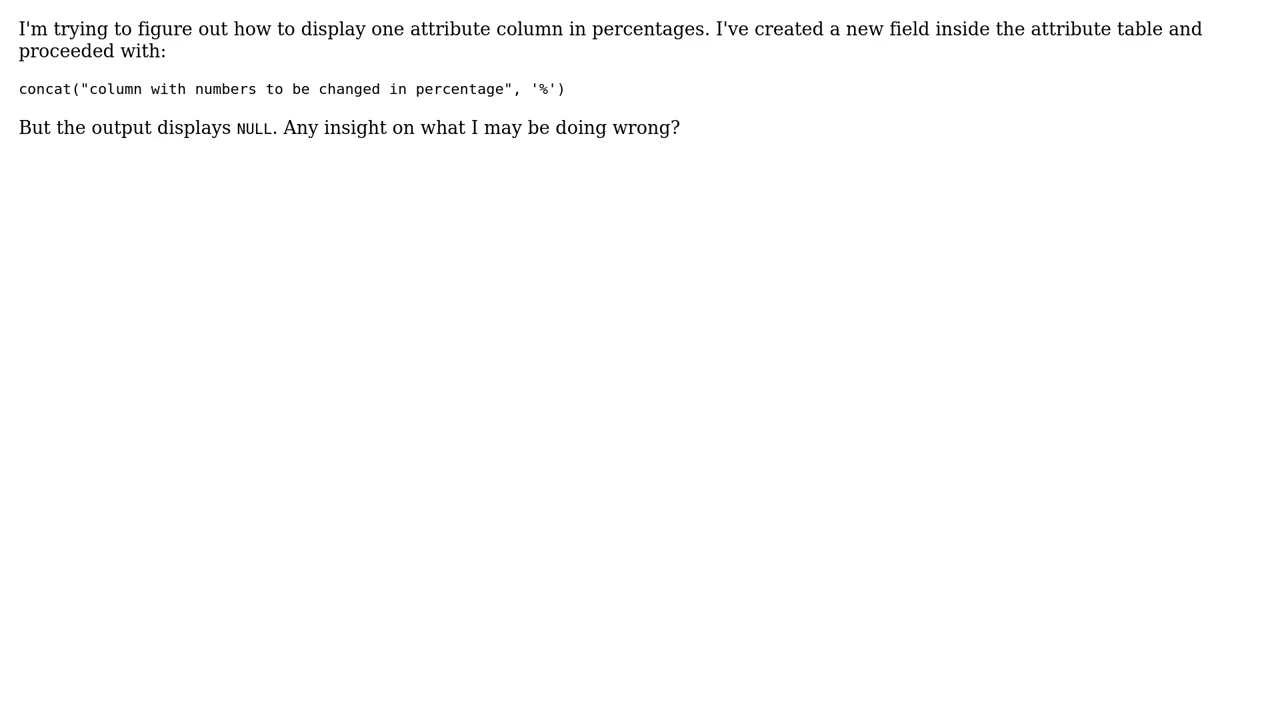 I'm trying to figure out how to display one attribute column in percentages. I've created a new field inside the attribute table and
proceeded with:
concat("column with numbers to be changed in percentage", '%')
But the output displays NULL. Any insight on what I may be doing wrong?